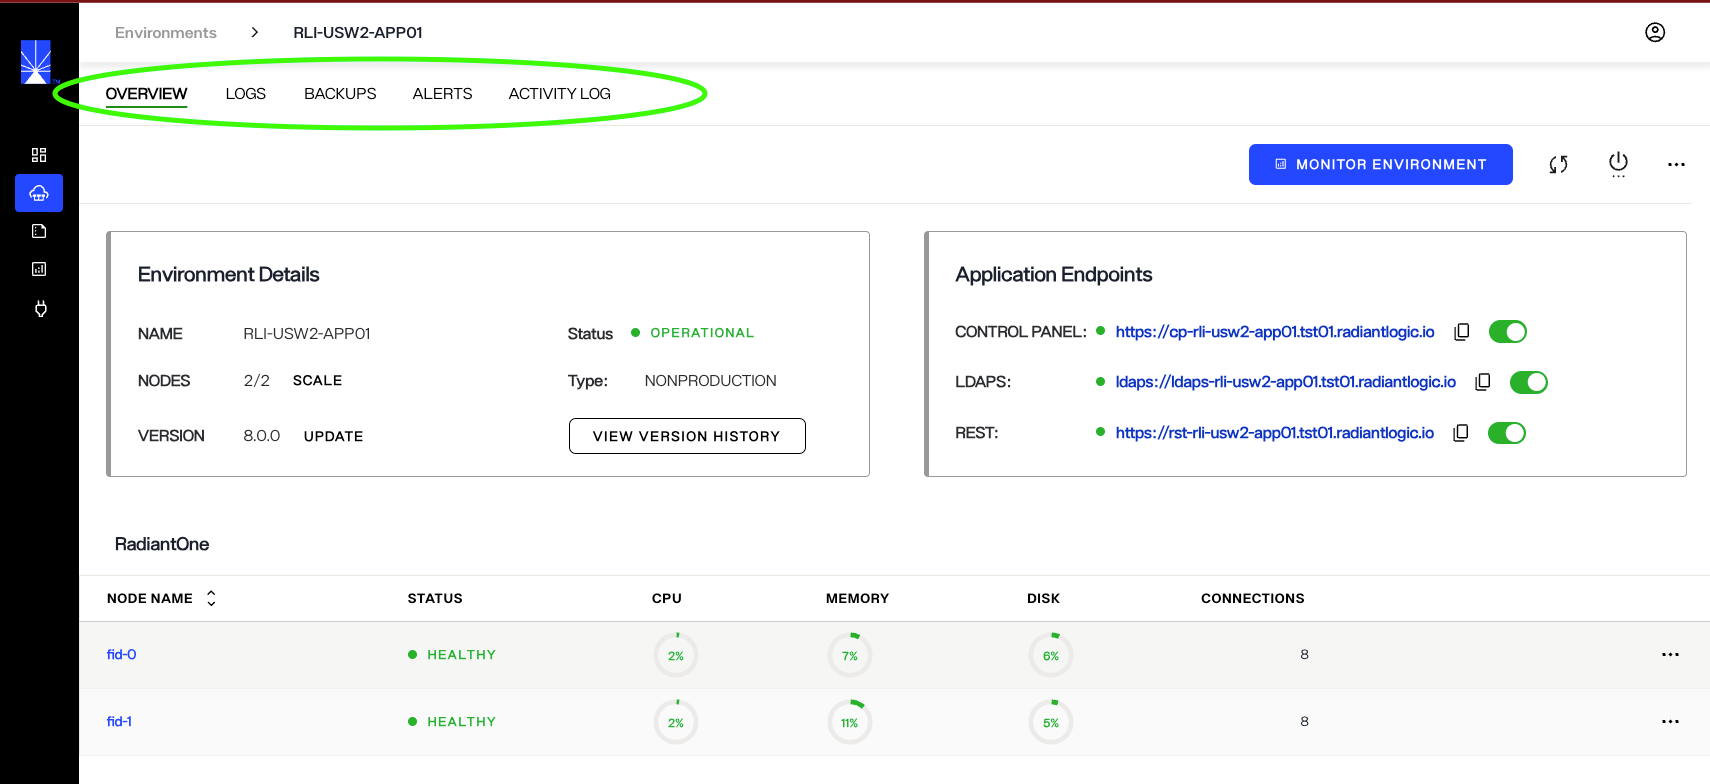 Environments > RLI-USW2-APP01
TM
OVERVIEW LOGS BACKUPS ALERTS ACTIVITY LOG
MONITOR ENVIRONMENT
Environment Details
NAME RLI-USW2-APP01 Status OPERATIONAL
NODES 2/2 SCALE Type: NONPRODUCTION
VERSION 8.0.0 UPDATE VIEW VERSION HISTORY
Application Endpoints
CONTROL PANEL: https://cp-rli-usw2-app01.tst01.radiantlogic.io
LDAPS: ldaps://ldaps-rli-usw2-app01.tst01.radiantlogic.io
REST: https://rst-rli-usw2-app01.tst01.radiantlogic.io
RadiantOne
NODE NAME STATUS CPU MEMORY DISK CONNECTIONS
fid-0 HEALTHY 2% 7% 6% 8
fid-1 HEALTHY 2% 11% 5% 8